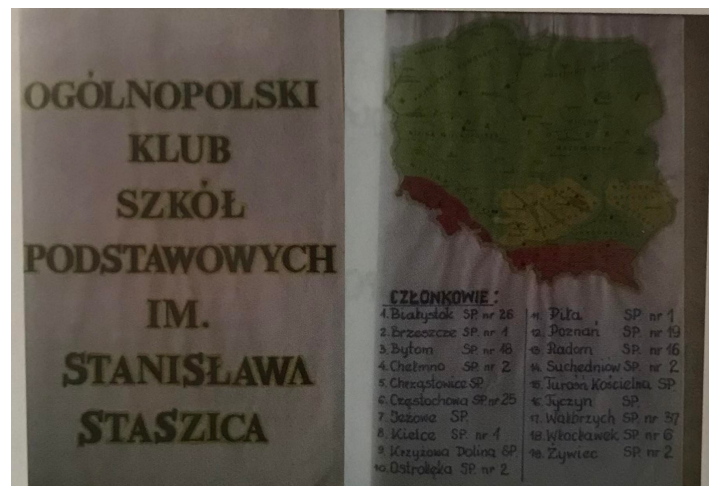 OGÓLNOPOLSKI
KLUB
SZKÓŁ
PODSTAWOWYCH
IM.
STANISŁAWA
STASZICA
CZŁONKOWIE:
1. Białystok SP. nr 26
2. Brzeszcze SP. nr 1
3. Bytom SP. nr 18
4. Chełmno SP. nr 2
5. Chrząstowice SP.
6. Częstochowa SP. nr 25
7. Jeżowe SP.
8. Kielce SP. nr 1
9. Krzyżowa Dolina SP.
10. Ostrołęka SP. nr 2
11. Piła SP. nr 1
12. Poznań SP. nr 19
13. Radom SP. nr 16
14. Suchedniów SP. nr 2
15. Turośń Kościelna SP.
16. Tyczyn SP.
17. Wałbrzych SP. nr 37
18. Włocławek SP. nr 6
19. Żywiec SP. nr 2